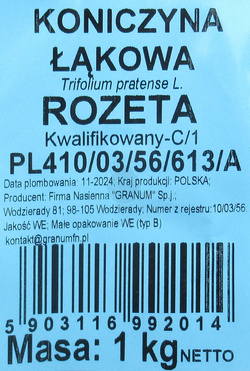 KONICZYNA
ŁĄKOWA
Trifolium pratense L.
ROZETA
Kwalifikowany-C/1
PL410/03/56/613/A
Data plombowania: 11-2024; Kraj produkcji: POLSKA;
Producent: Firma Nasienna "GRANUM" Sp.j.;
Wodzierady 81; 98-105 Wodzierady; Numer z rejestru:10/03/56
Jakość WE; Małe opakowanie WE (typ B)
kontakt@granumfn.pl
5 903116 992014
Masa: 1 kg NETTO